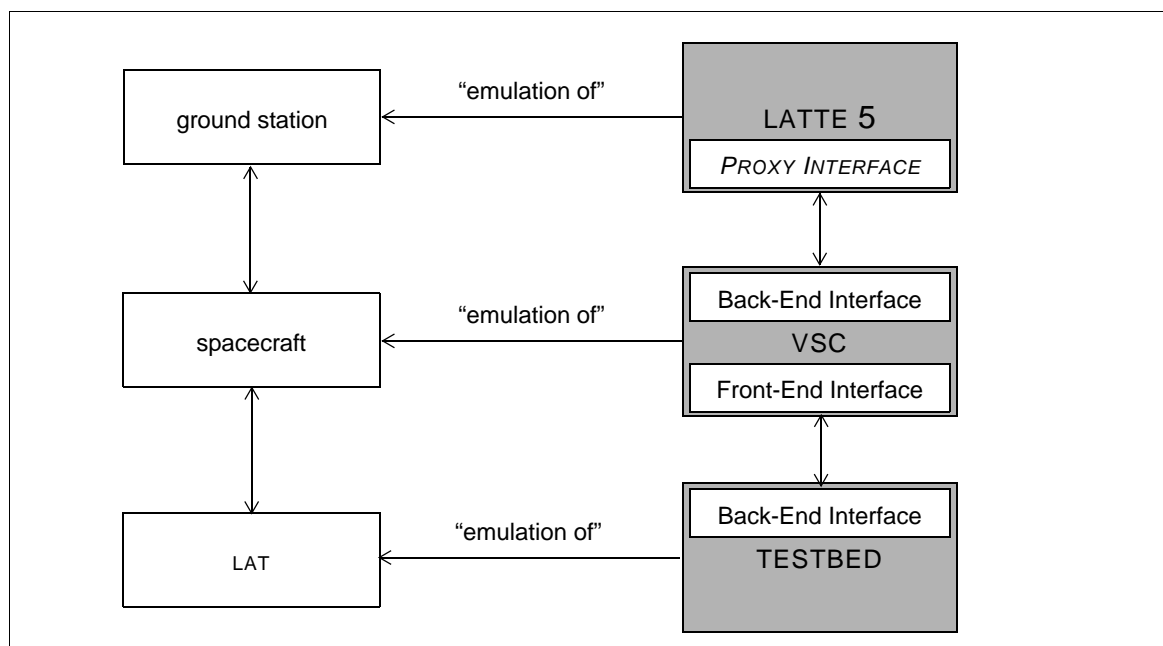 ground station
“emulation of”
LATTE 5
PROXY INTERFACE
Back-End Interface
spacecraft
“emulation of”
VSC
Front-End Interface
Back-End Interface
LAT
“emulation of”
TESTBED